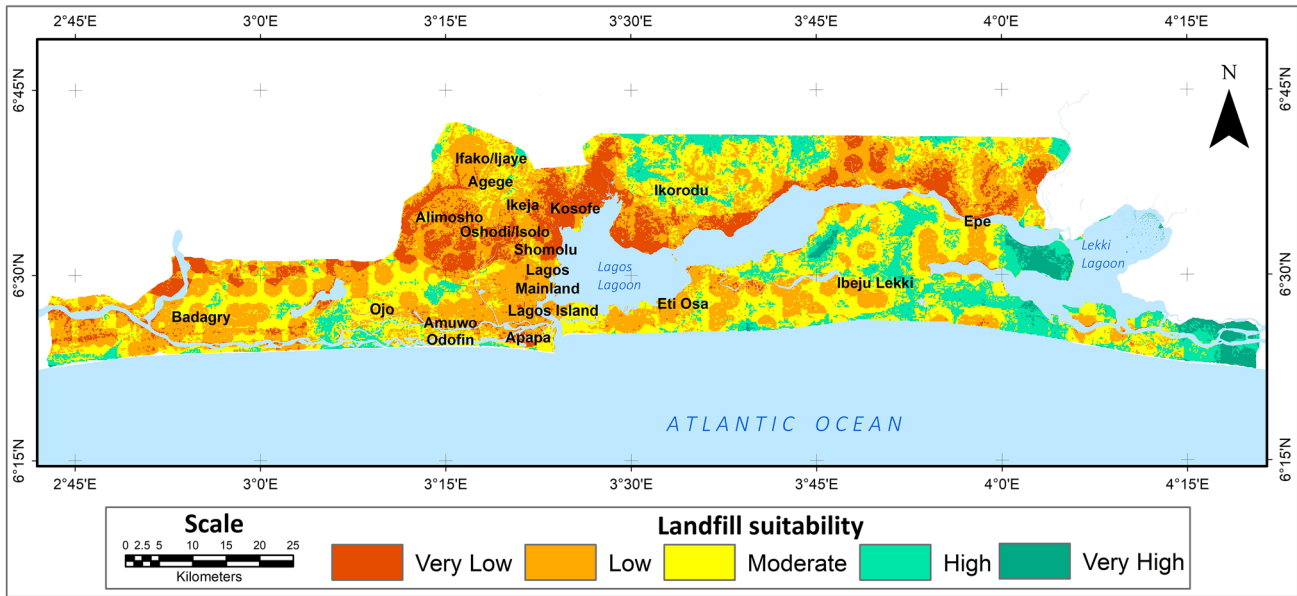 2°45'E 3°0'E 3°15'E 3°30'E 3°45'E 4°0'E 4°15'E
6°45'N 6°45'N
N
Ifako/Ijaye
Agege
Ikorodu
Ikeja
Kosofe
Alimosho
Epe
Oshodi/Isolo
Shomolu
Lekki
Lagoon
6°30'N 6°30'N
Lagos
Mainland
Lagos
Lagoon
Ibeju Lekki
Badagry
Ojo
Lagos Island
Eti Osa
Amuwo
Odofin
Apapa
ATLANTIC OCEAN
6°15'N 6°15'N
2°45'E 3°0'E 3°15'E 3°30'E 3°45'E 4°0'E 4°15'E
Scale
0 2.5 5 10 15 20 25
Kilometers
Landfill suitability
Very Low Low Moderate High Very High